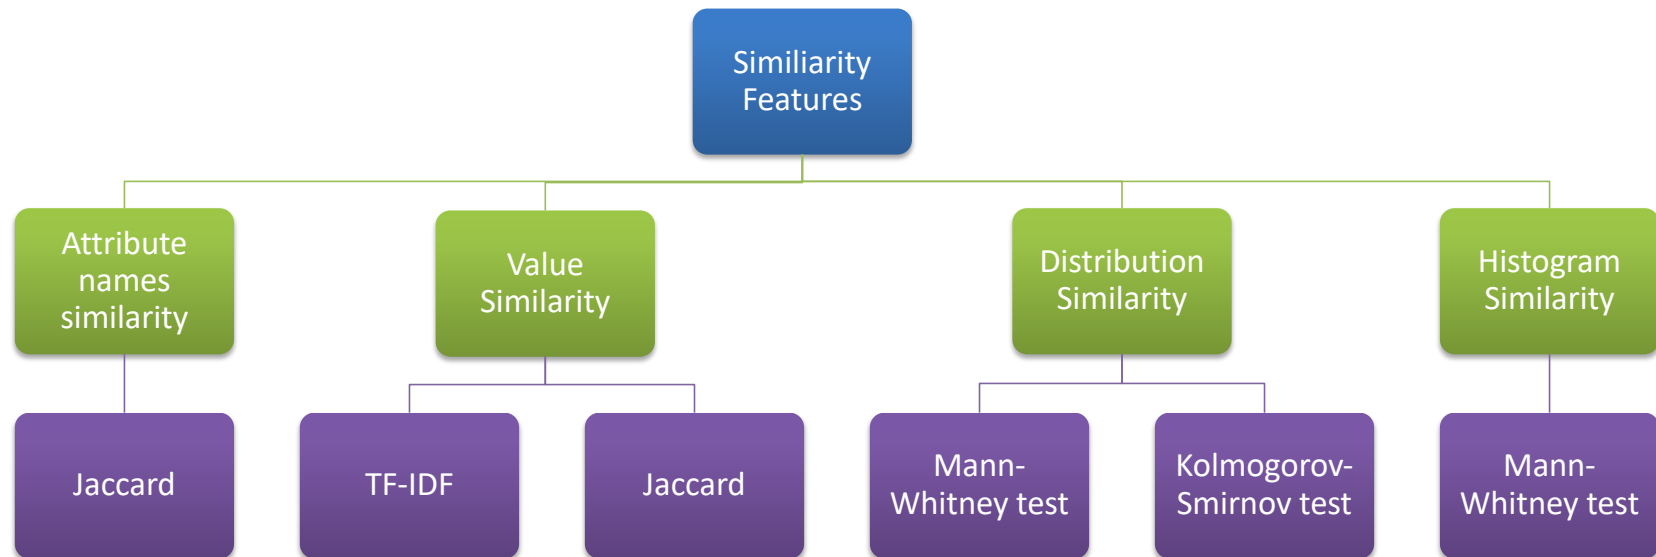 Similiarity
Features
Attribute
names
similarity
Value
Similarity
Distribution
Similarity
Histogram
Similarity
Jaccard
TF-IDF
Jaccard
Mann-
Whitney test
Kolmogorov-
Smirnov test
Mann-
Whitney test